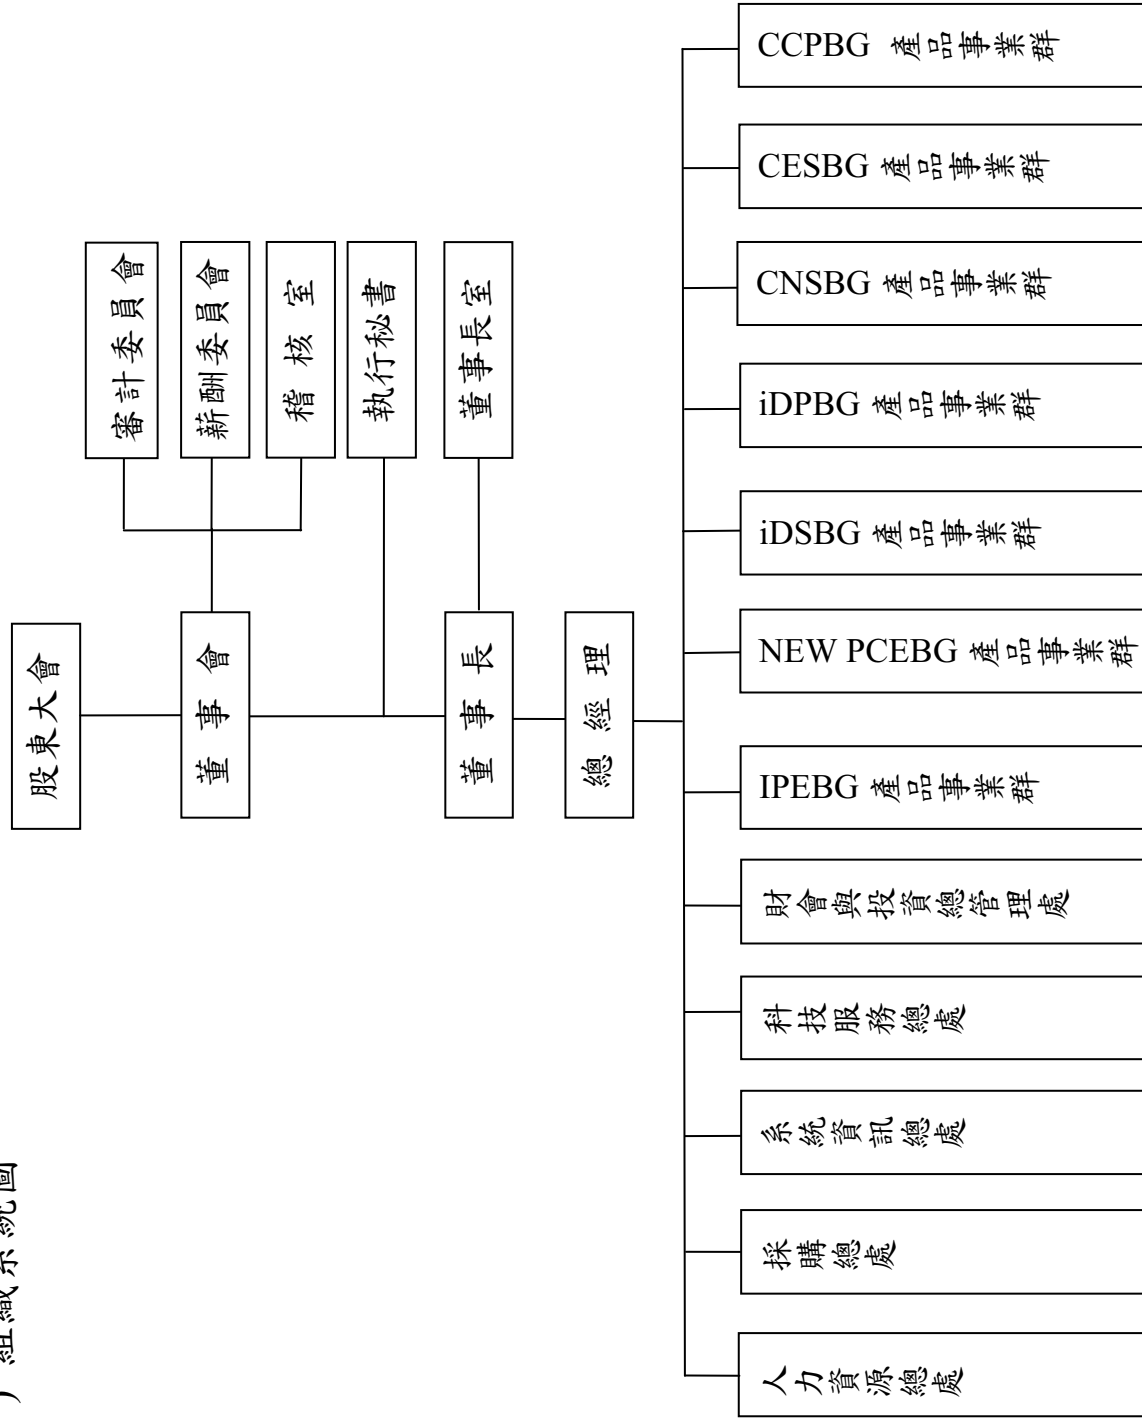 ）組織系統圖
股東大會
董事會
審計委員會
薪酬委員會
稽核室
執行秘書
董事長
董事長室
總經理
人力資源總處
採購總處
系統資訊總處
科技服務總處
財會與投資總管理處
IPEBG 產品事業群
NEW PCEBG 產品事業群
iDSBG 產品事業群
iDPBG 產品事業群
CNSBG 產品事業群
CESBG 產品事業群
CCPBG 產品事業群